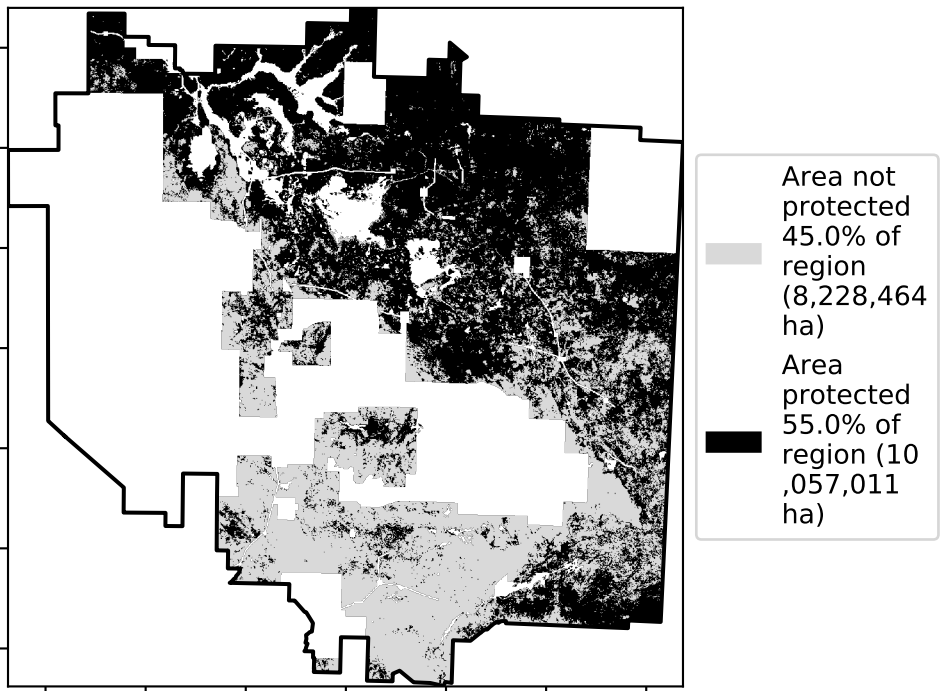 Area not
protected
45.0% of
region
(8,228,464
ha)
Area
protected
55.0% of
region (10
,057,011
ha)